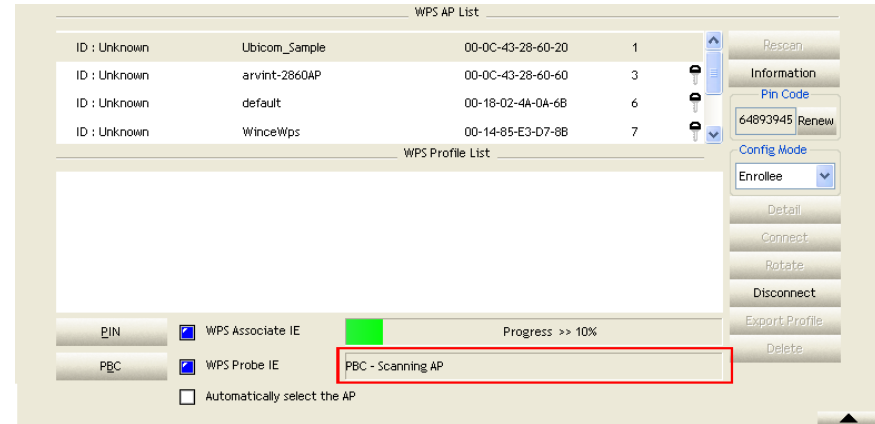 WPS AP List
ID : Unknown Ubicom_Sample 00-0C-43-28-60-20 1
ID : Unknown arvint-2860AP 00-0C-43-28-60-60 3
ID : Unknown default 00-18-02-4A-0A-6B 6
ID : Unknown WinceWps 00-14-85-E3-D7-8B 7
Rescan
Information
Pin Code
64893945 Renew
Config Mode
Enrollee
WPS Profile List
Detail
Connect
Rotate
Disconnect
Export Profile
Delete
PIN WPS Associate IE Progress >> 10%
PBC WPS Probe IE PBC - Scanning AP
Automatically select the AP